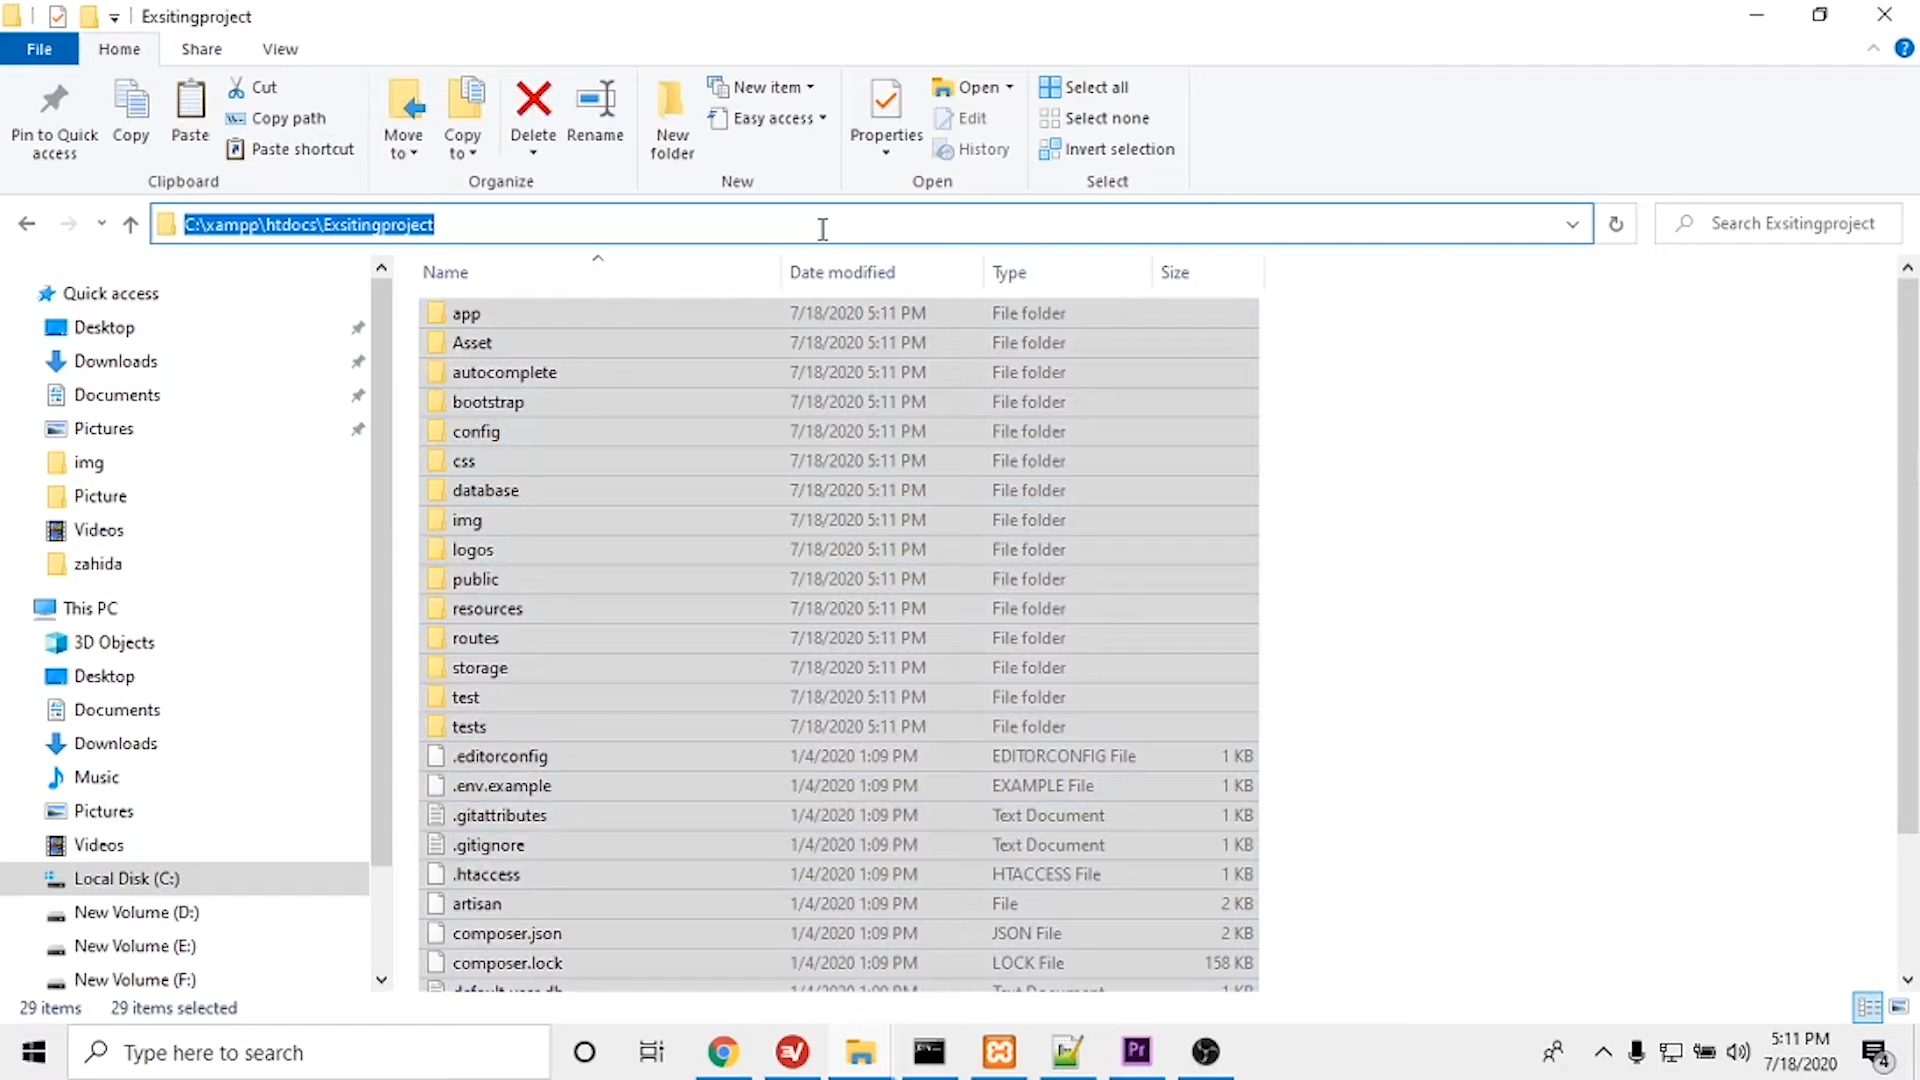 Exsitingproject
File Home Share View
Pin to Quick access
Copy
Paste
Cut
Copy path
Paste shortcut
Clipboard
Move to
Copy to
Delete
Rename
Organize
New folder
New item
Easy access
New
Properties
Open
Edit
History
Open
Select all
Select none
Invert selection
Select
C:\xampp\htdocs\Exsitingproject
Search Exsitingproject
Quick access
Desktop
Downloads
Documents
Pictures
img
Picture
Videos
zahida
This PC
3D Objects
Desktop
Documents
Downloads
Music
Pictures
Videos
Local Disk (C:)
New Volume (D:)
New Volume (E:)
New Volume (F:)
Name Date modified Type Size
app 7/18/2020 5:11 PM File folder
Asset 7/18/2020 5:11 PM File folder
autocomplete 7/18/2020 5:11 PM File folder
bootstrap 7/18/2020 5:11 PM File folder
config 7/18/2020 5:11 PM File folder
css 7/18/2020 5:11 PM File folder
database 7/18/2020 5:11 PM File folder
img 7/18/2020 5:11 PM File folder
logos 7/18/2020 5:11 PM File folder
public 7/18/2020 5:11 PM File folder
resources 7/18/2020 5:11 PM File folder
routes 7/18/2020 5:11 PM File folder
storage 7/18/2020 5:11 PM File folder
test 7/18/2020 5:11 PM File folder
tests 7/18/2020 5:11 PM File folder
.editorconfig 1/4/2020 1:09 PM EDITORCONFIG File 1 KB
.env.example 1/4/2020 1:09 PM EXAMPLE File 1 KB
.gitattributes 1/4/2020 1:09 PM Text Document 1 KB
.gitignore 1/4/2020 1:09 PM Text Document 1 KB
.htaccess 1/4/2020 1:09 PM HTACCESS File 1 KB
artisan 1/4/2020 1:09 PM File 2 KB
composer.json 1/4/2020 1:09 PM JSON File 2 KB
composer.lock 1/4/2020 1:09 PM LOCK File 158 KB
29 items 29 items selected
Type here to search
Pr
5:11 PM
7/18/2020
4